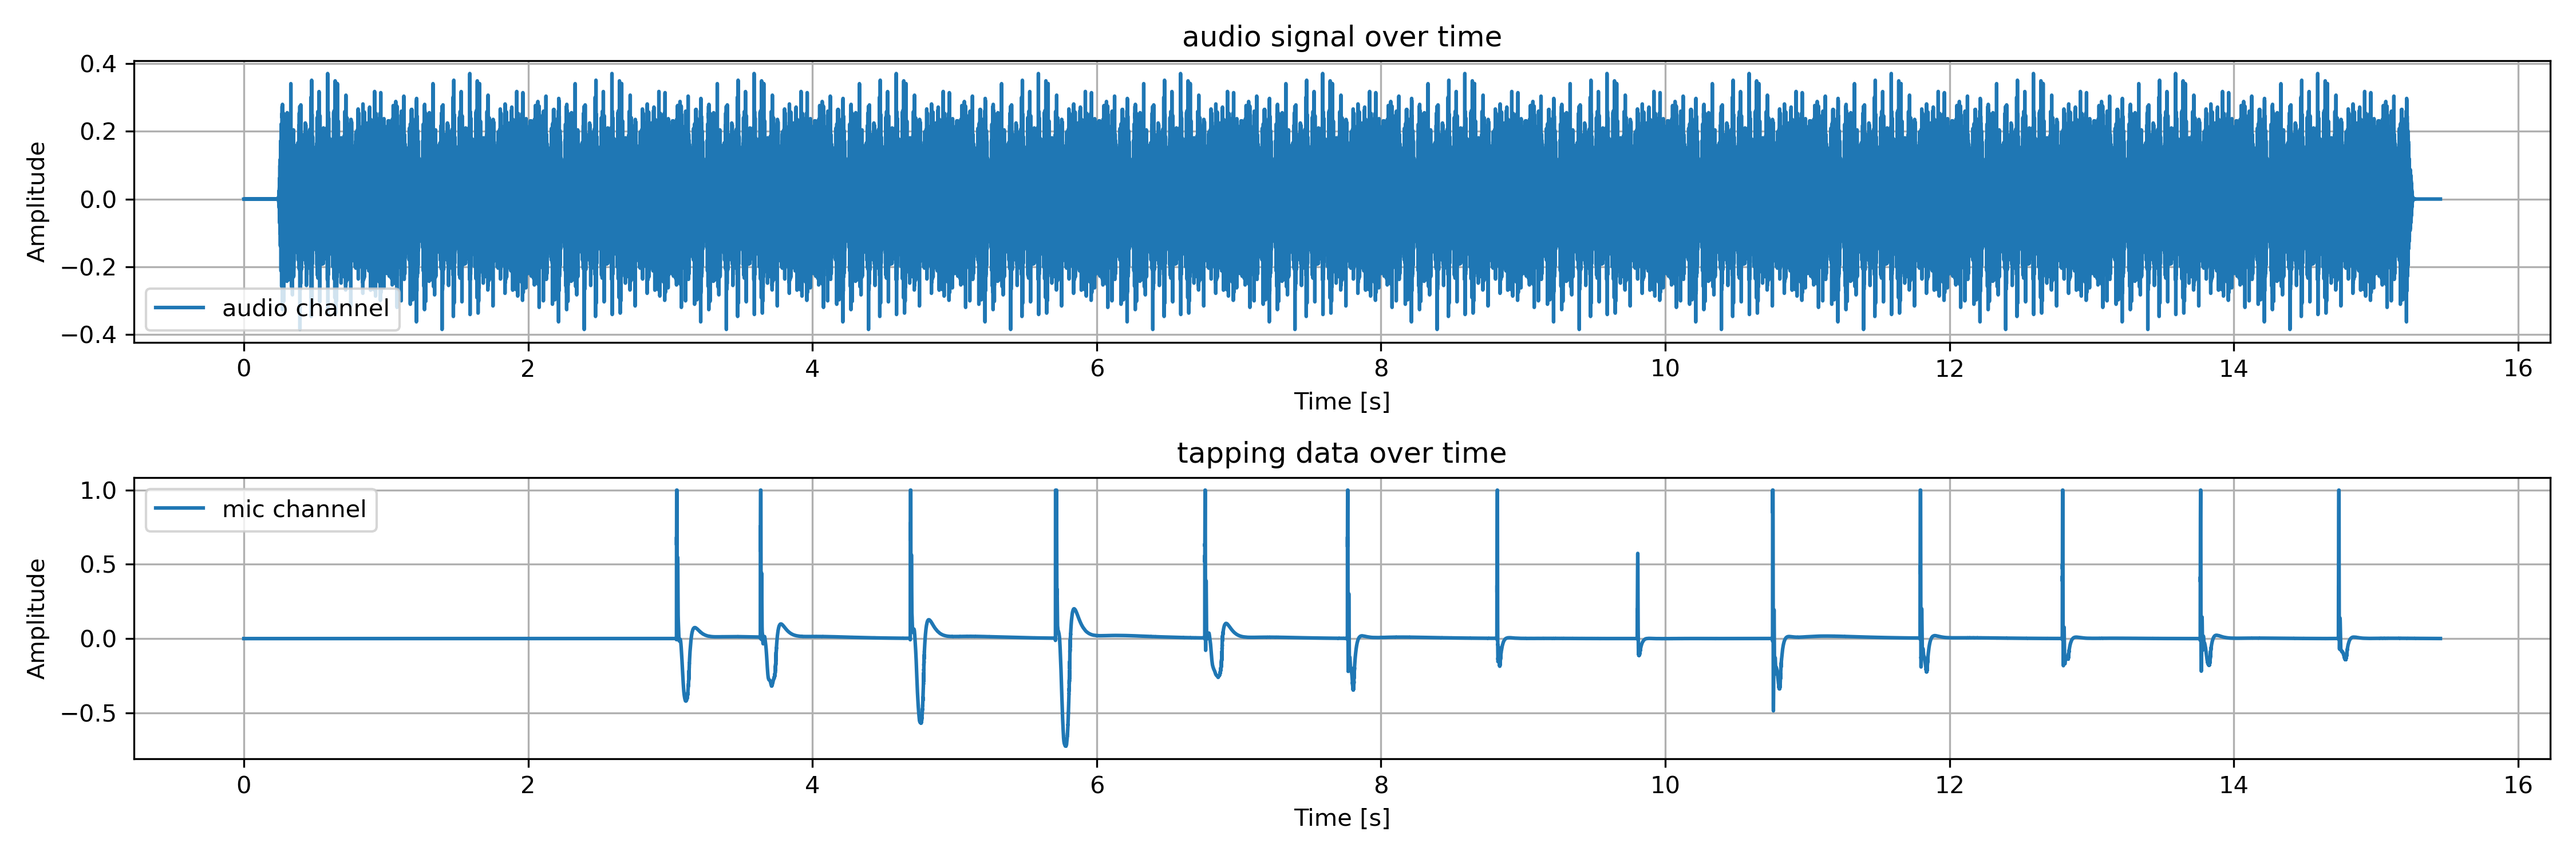 audio signal over time
0.4
0.2
0.0
−0.2
−0.4
Amplitude
audio channel
0 2 4 6 8 10 12 14 16
Time [s]
tapping data over time
1.0
0.5
0.0
−0.5
Amplitude
mic channel
0 2 4 6 8 10 12 14 16
Time [s]